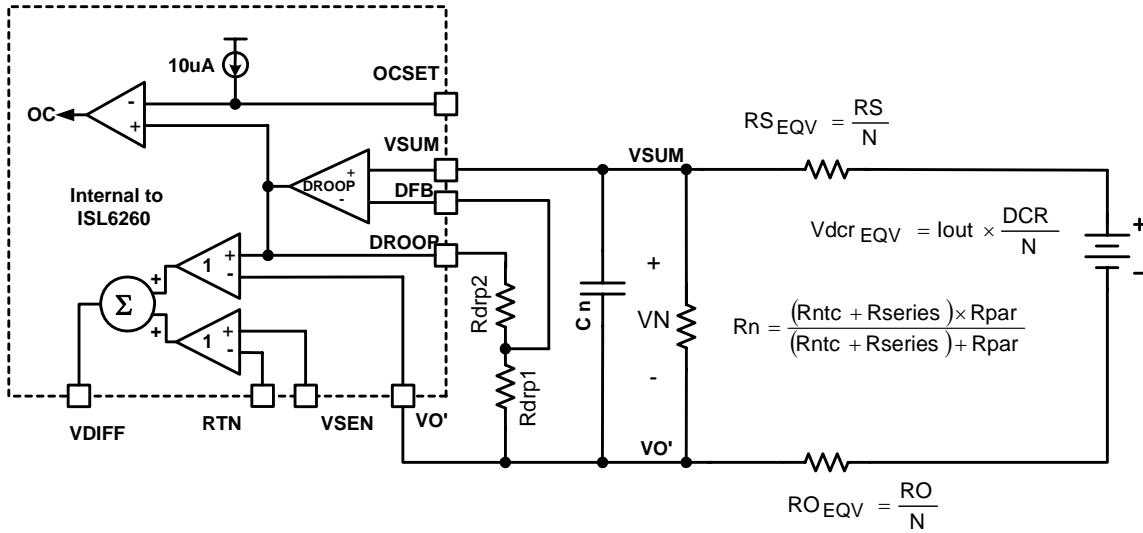 10uA
OCSET
OC
-
+
VSUM
DFB
DROOP
+
-
DROOP
Internal to
ISL6260
1
+
-
1
+
-
Σ
+
+
VDIFF
RTN
VSEN
VO'
Rdrp2
Rdrp1
Cn
VSUM
+
VN
-
VO'
RS EQV = RS / N
Vdcr EQV = Iout × DCR / N
+
-
Rn = (Rntc + Rseries) × Rpar / (Rntc + Rseries) + Rpar
RO EQV = RO / N